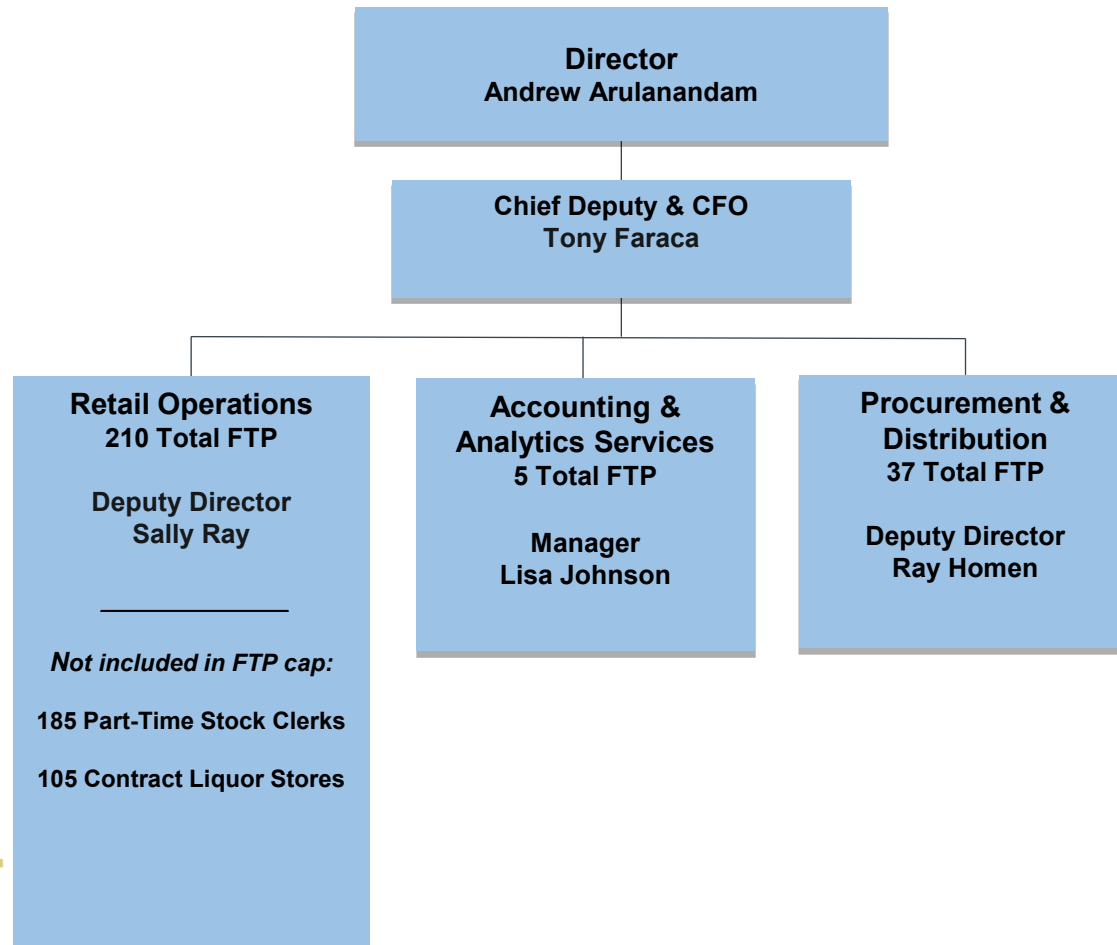 Director
Andrew Arulanandam
Chief Deputy & CFO
Tony Faraca
Retail Operations
210 Total FTP
Deputy Director
Sally Ray
Not included in FTP cap:
185 Part-Time Stock Clerks
105 Contract Liquor Stores
Accounting &
Analytics Services
5 Total FTP
Manager
Lisa Johnson
Procurement &
Distribution
37 Total FTP
Deputy Director
Ray Homen